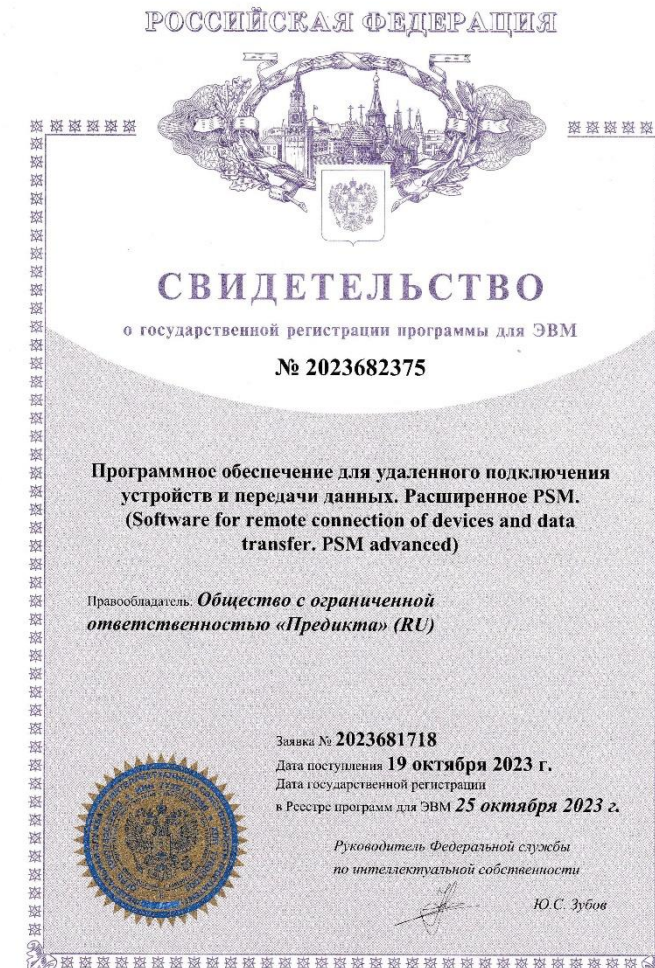 РОССИЙСКАЯ ФЕДЕРАЦИЯ
СВИДЕТЕЛЬСТВО
о государственной регистрации программы для ЭВМ
№ 2023682375
Программное обеспечение для удаленного подключения
устройств и передачи данных. Расширенное PSM.
(Software for remote connection of devices and data
transfer. PSM advanced)
Правообладатель: Общество с ограниченной
ответственностью «Предикта» (RU)
Заявка № 2023681718
Дата поступления 19 октября 2023 г.
Дата государственной регистрации
в Реестре программ для ЭВМ 25 октября 2023 г.
Руководитель Федеральной службы
по интеллектуальной собственности
Ю.С. Зубов